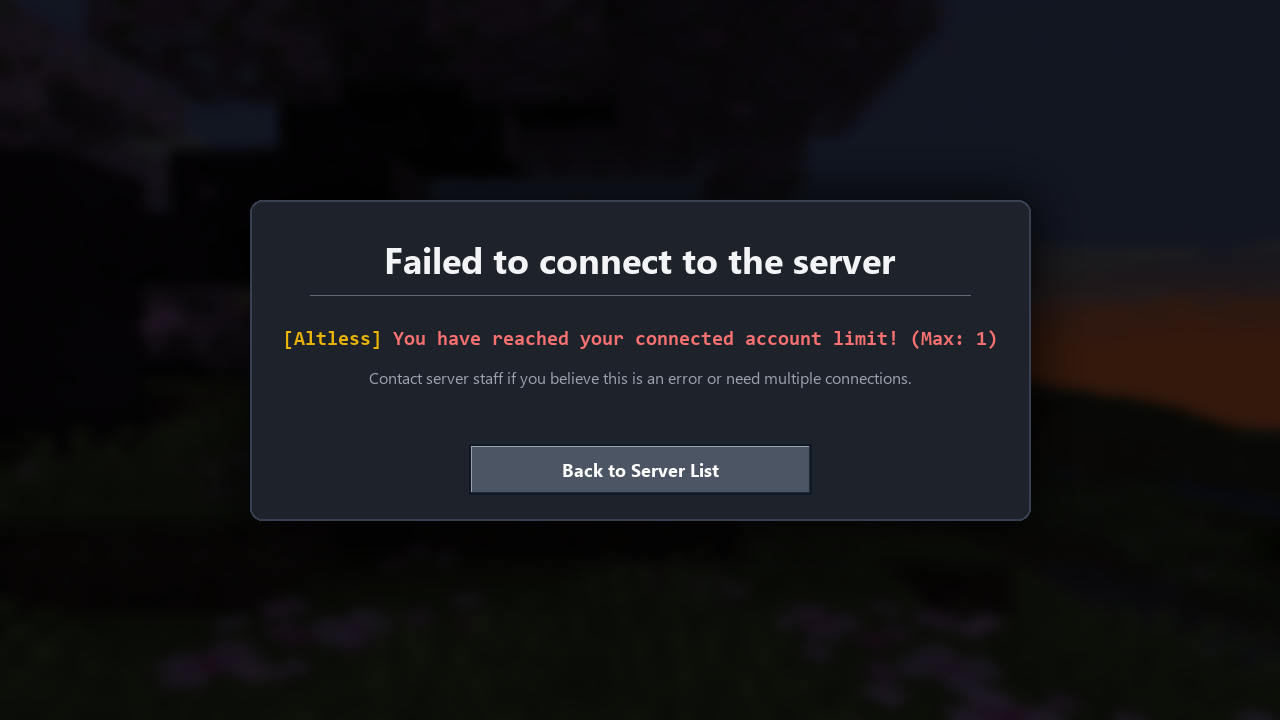 Failed to connect to the server
[Altless] You have reached your connected account limit! (Max: 1)
Contact server staff if you believe this is an error or need multiple connections.
Back to Server List